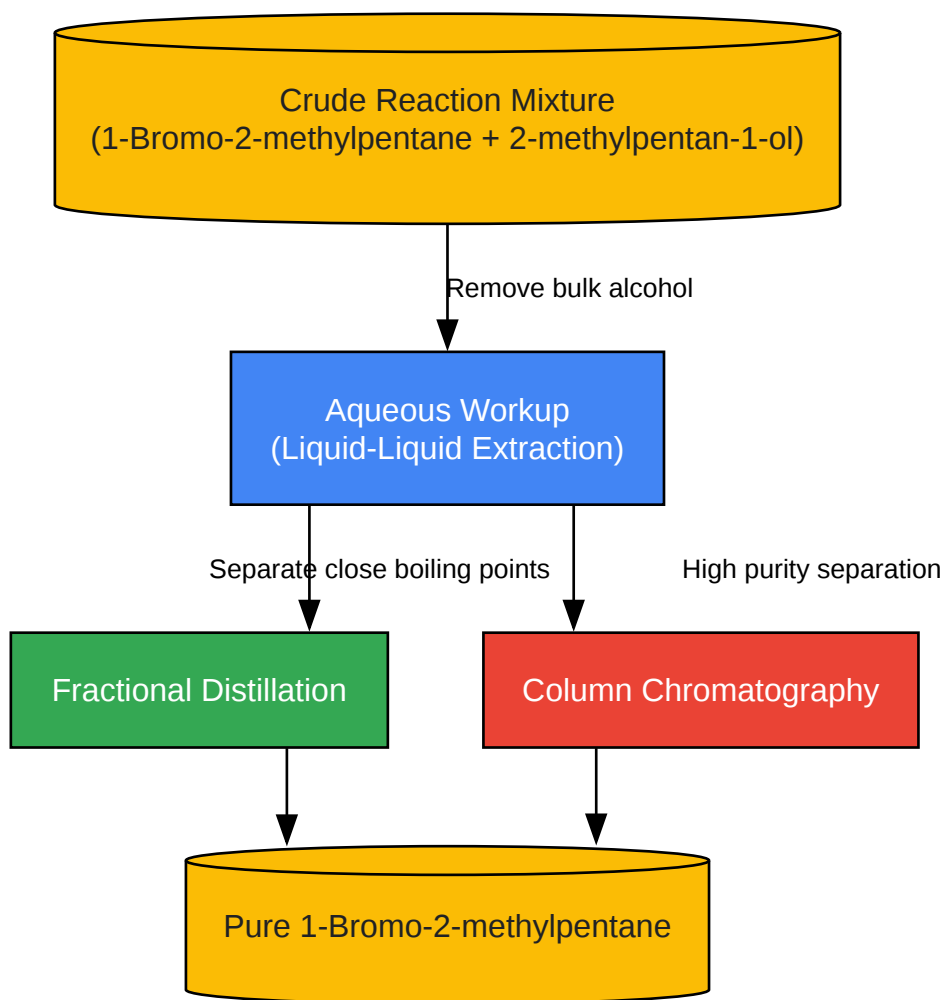 Crude Reaction Mixture
(1-Bromo-2-methylpentane + 2-methylpentan-1-ol)
Remove bulk alcohol
Aqueous Workup
(Liquid-Liquid Extraction)
Separate close boiling points
High purity separation
Fractional Distillation
Column Chromatography
Pure 1-Bromo-2-methylpentane